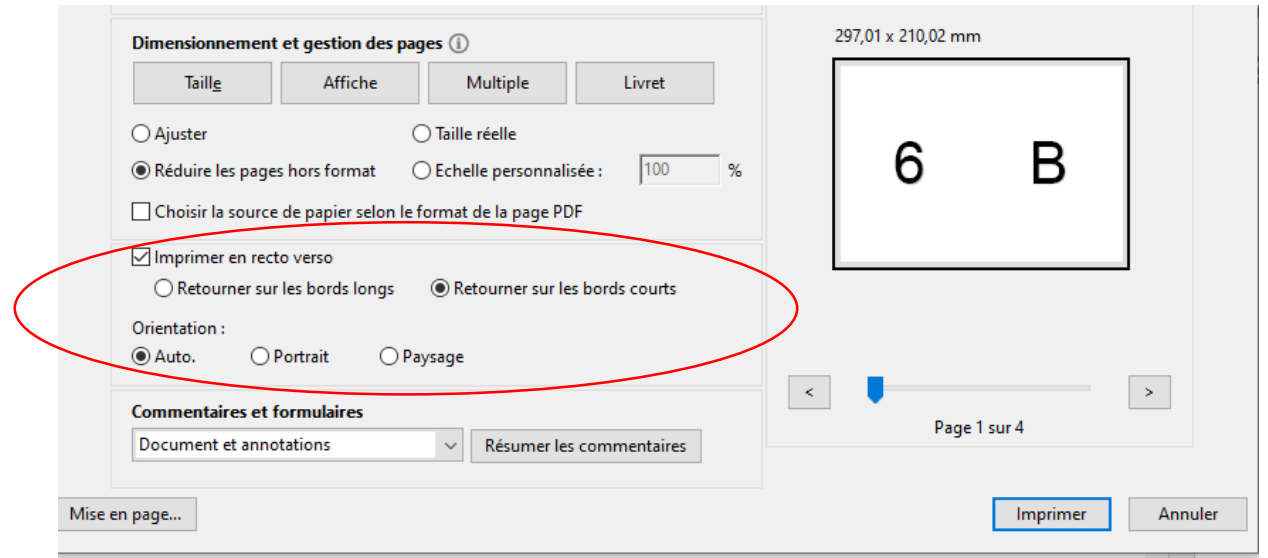 Dimensionnement et gestion des pages
Taille Affiche Multiple Livret
Ajuster Taille réelle
Réduire les pages hors format Echelle personnalisée : 100 %
Choisir la source de papier selon le format de la page PDF
Imprimer en recto verso
Retourner sur les bords longs Retourner sur les bords courts
Orientation :
Auto. Portrait Paysage
Commentaires et formulaires
Document et annotations Résumer les commentaires
297,01 x 210,02 mm
6 B
< >
Page 1 sur 4
Mise en page... Imprimer Annuler